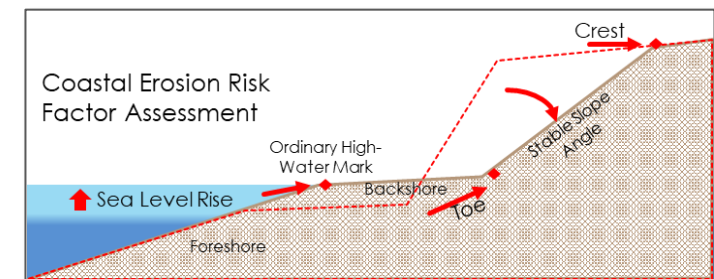 Crest
Coastal Erosion Risk
Factor Assessment
Stable Slope
Angle
Ordinary High-
Water Mark
Backshore
Sea Level Rise
Toe
Foreshore